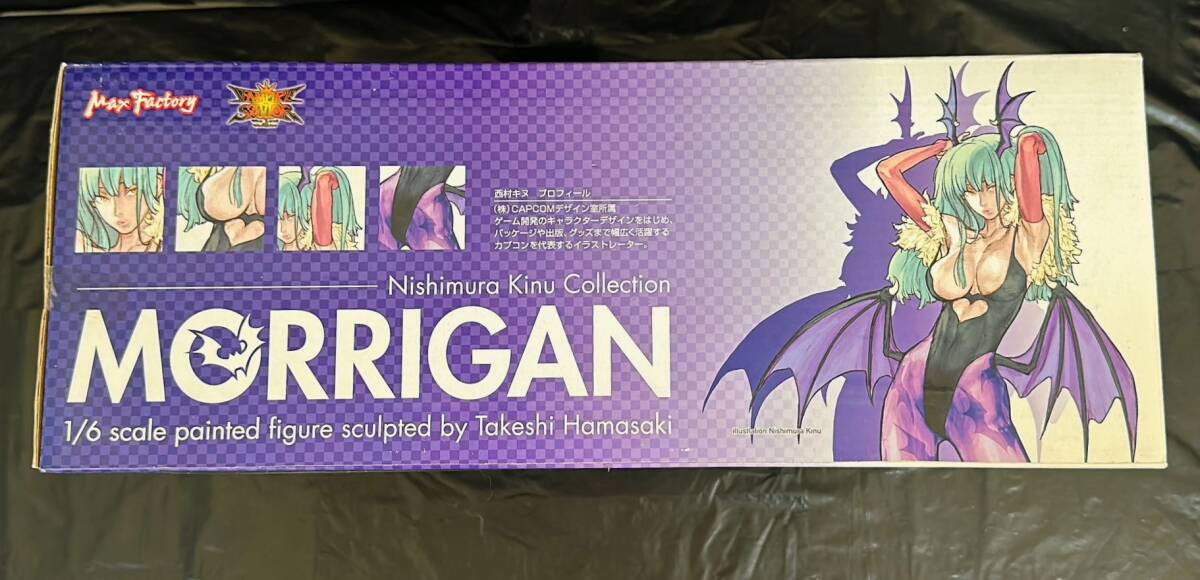 Max Factory
西村キヌ プロフィール
(株)CAPCOMデザイン室所属
ゲーム開発のキャラクターデザインをはじめ、
パッケージや出版、グッズまで幅広く活躍する
カプコンを代表するイラストレーター。
Nishimura Kinu Collection
MORRIGAN
1/6 scale painted figure sculpted by Takeshi Hamasaki
illustration Nishimura Kinu